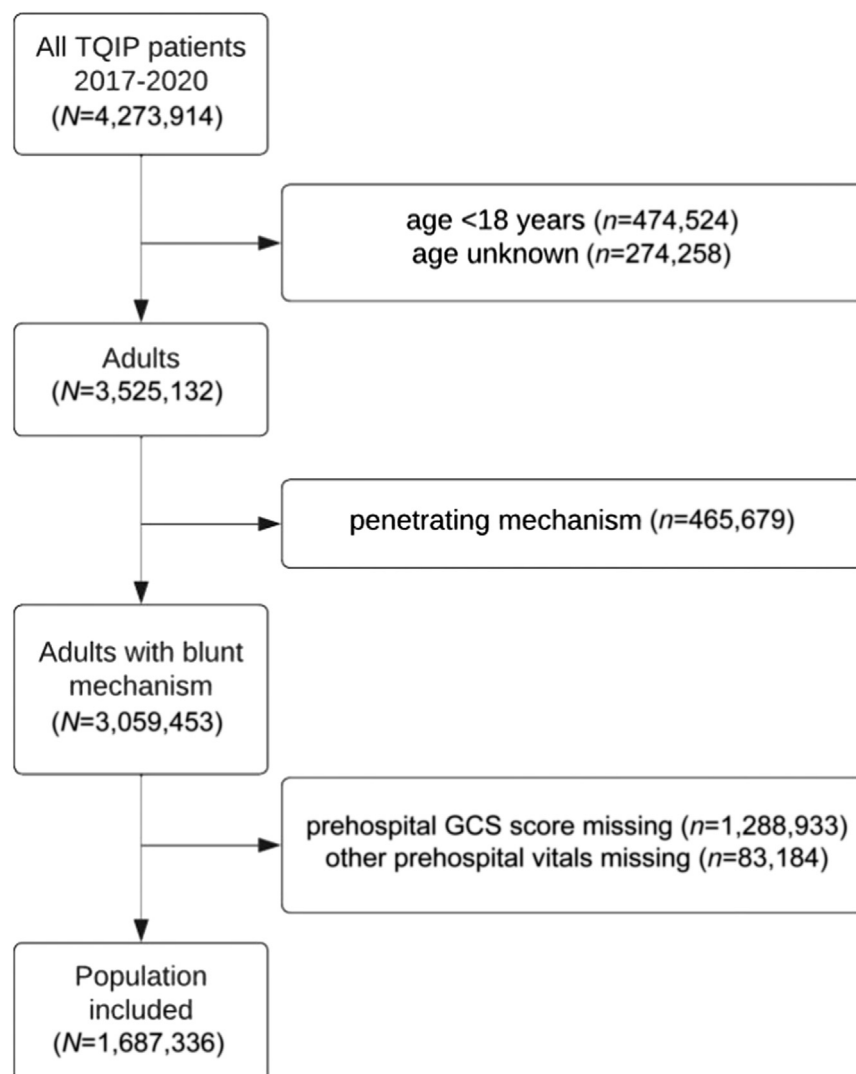 All TQIP patients
2017-2020
(N=4,273,914)
age <18 years (n=474,524)
age unknown (n=274,258)
Adults
(N=3,525,132)
penetrating mechanism (n=465,679)
Adults with blunt
mechanism
(N=3,059,453)
prehospital GCS score missing (n=1,288,933)
other prehospital vitals missing (n=83,184)
Population
included
(N=1,687,336)